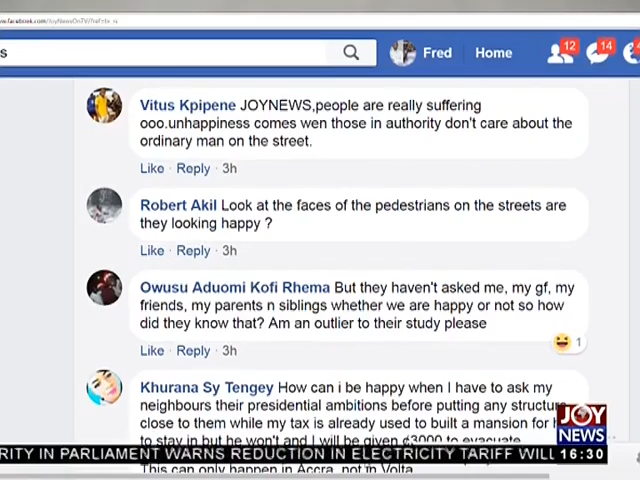 s
Fred
Home
12
14
Vitus Kpipene JOYNEWS,people are really suffering
ooo.unhappiness comes wen those in authority don't care about the
ordinary man on the street.
Like · Reply · 3h
Robert Akil Look at the faces of the pedestrians on the streets are
they looking happy ?
Like · Reply · 3h
Owusu Aduomi Kofi Rhema But they haven't asked me, my gf, my
friends, my parents n siblings whether we are happy or not so how
did they know that? Am an outlier to their study please
1
Like · Reply · 3h
Khurana Sy Tengey How can i be happy when I have to ask my
neighbours their presidential ambitions before putting any structure
close to them while my tax is already used to built a mansion for
to stay in but he won't and I will be given ¢3000 to evacuate
This can only happen in Accra, not in Volta
JOY
NEWS
RITY IN PARLIAMENT WARNS REDUCTION IN ELECTRICITY TARIFF WILL
16:30